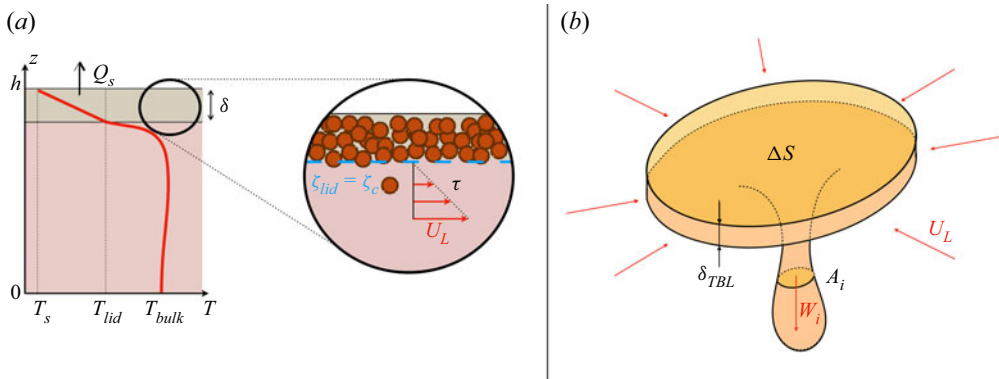 (a)
z
h
Q_s
δ
0
T_s T_lid T_bulk T
ζ_lid = ζ_c
τ
U_L
(b)
ΔS
U_L
δ_TBL
A_i
W_i